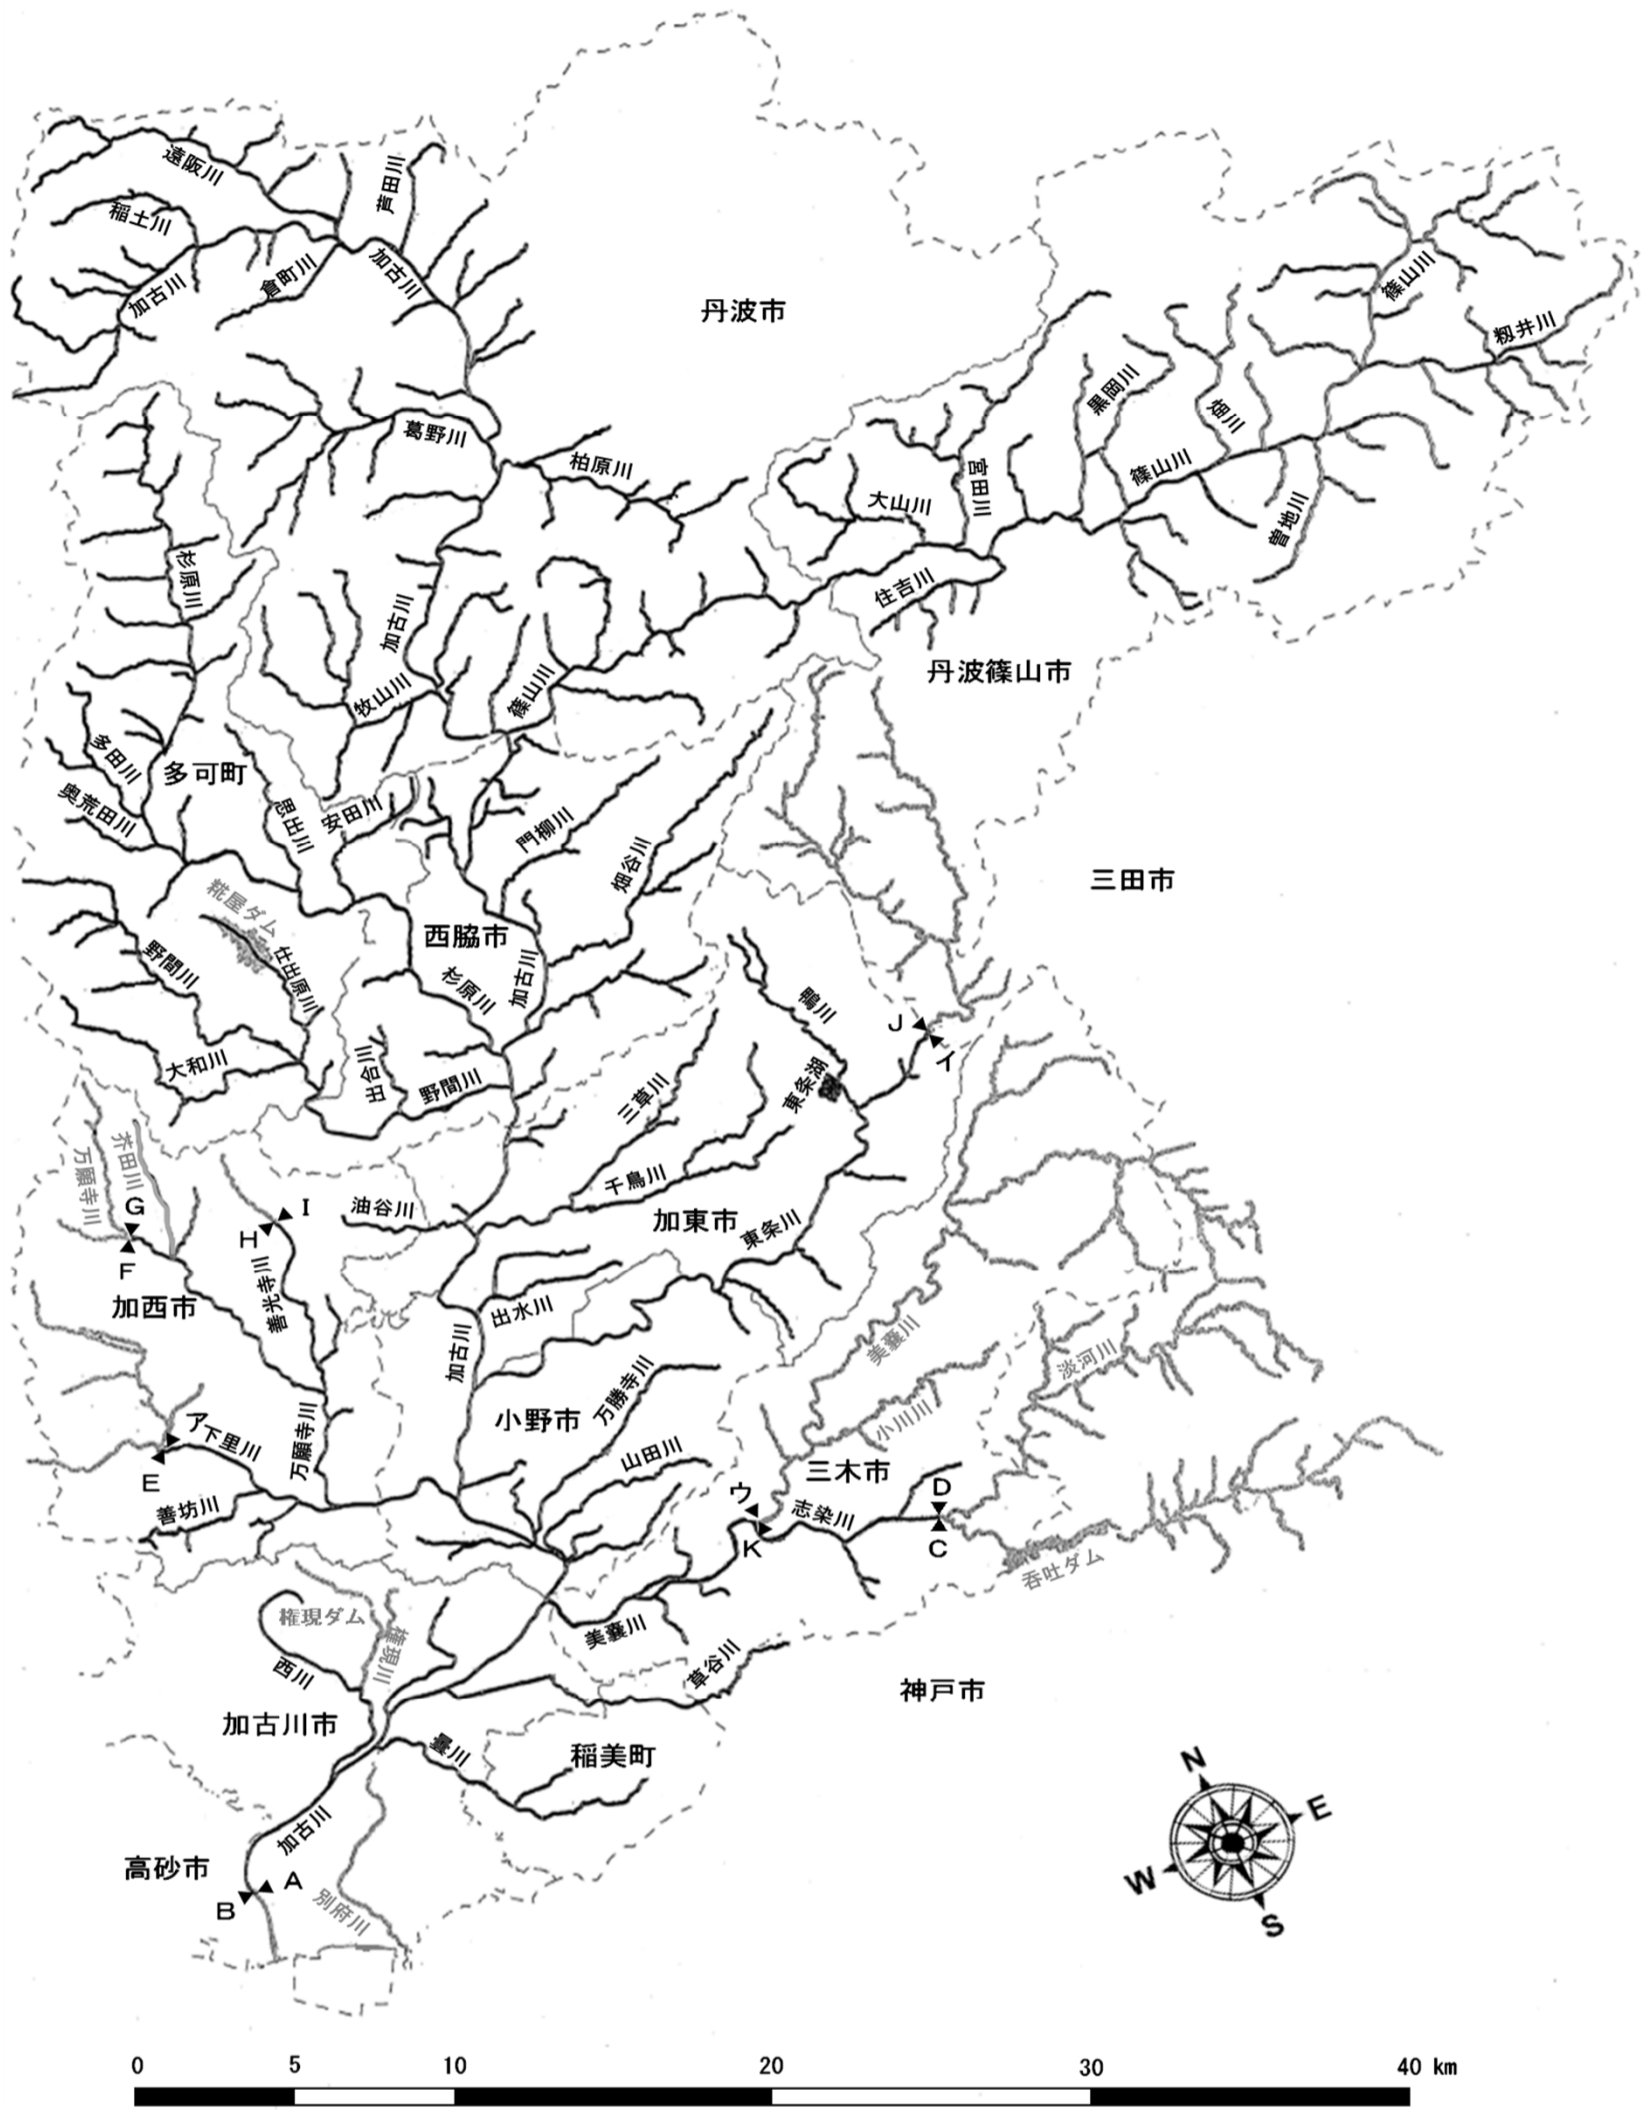 遠阪川
芦田川
稲土川
加古川
倉町川
加古川
丹波市
篠山川
籾井川
黒岡川
畑川
葛野川
柏原川
宮田川
篠山川
大山川
曽地川
杉原川
住吉川
加古川
丹波篠山市
牧山川
篠山川
多田川
多可町
奥荒田川
思出川
安田川
門柳川
畑谷川
三田市
糀屋ダム
西脇市
野間川
仕出原川
杉原川
加古川
鴨川
J
イ
大和川
出合川
野間川
三草川
東条湖
芥田川
万願寺川
千鳥川
G
I
油谷川
加東市
H
東条川
F
善光寺川
加西市
出水川
加古川
美嚢川
淡河川
万勝寺川
小野市
小川川
ア
下里川
万願寺川
山田川
三木市
E
D
ウ
善坊川
志染川
K
C
呑吐ダム
権現ダム
美嚢川
権現川
西川
草谷川
神戸市
加古川市
曇川
稲美町
N
E
加古川
高砂市
A
W
B
別府川
S
0 5 10 20 30 40 km